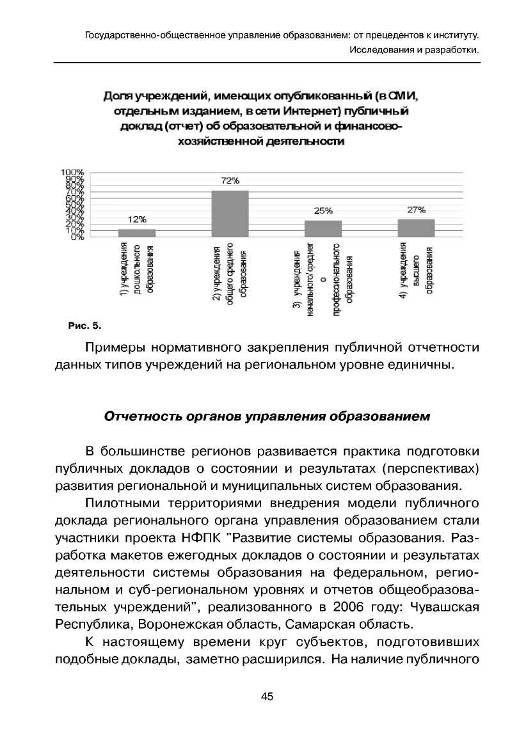 Государственно-общественное управление образованием: от прецедентов к институту.
Исследования и разработки.
Доля учреждений, имеющих опубликованный (в СМИ,
отдельным изданием, в сети Интернет) публичный
доклад (отчет) об образовательной и финансово-
хозяйственной деятельности
100%
90%
80%
70%
60%
50%
40%
30%
20%
10%
0%
12%
72%
25%
27%
1) учреждения
дошкольного
образования
2) учреждения
общего среднего
образования
3) учреждения
начального/среднег
о
профессионального
образования
4) учреждения
высшего
образования
Рис. 5.
Примеры нормативного закрепления публичной отчетности
данных типов учреждений на региональном уровне единичны.
Отчетность органов управления образованием
В большинстве регионов развивается практика подготовки
публичных докладов о состоянии и результатах (перспективах)
развития региональной и муниципальных систем образования.
Пилотными территориями внедрения модели публичного
доклада регионального органа управления образованием стали
участники проекта НФПК "Развитие системы образования. Раз-
работка макетов ежегодных докладов о состоянии и результатах
деятельности системы образования на федеральном, регио-
нальном и суб-региональном уровнях и отчетов общеобразова-
тельных учреждений", реализованного в 2006 году: Чувашская
Республика, Воронежская область, Самарская область.
К настоящему времени круг субъектов, подготовивших
подобные доклады, заметно расширился. На наличие публичного
45